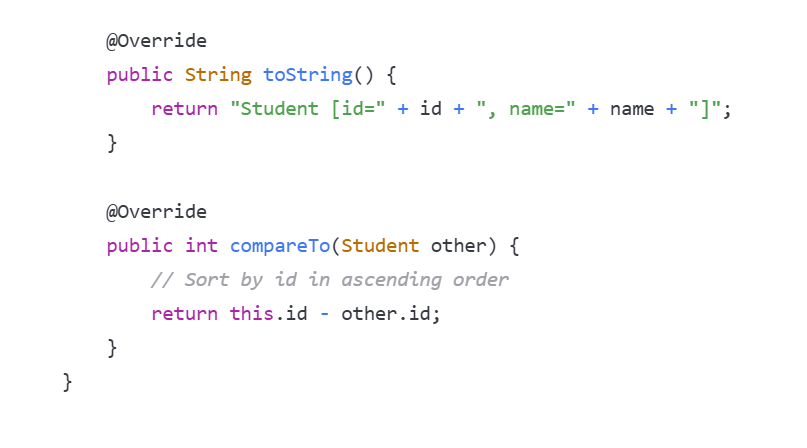 @Override
public String toString() {
return "Student [id=" + id + ", name=" + name + "]";
}
@Override
public int compareTo(Student other) {
// Sort by id in ascending order
return this.id - other.id;
}
}